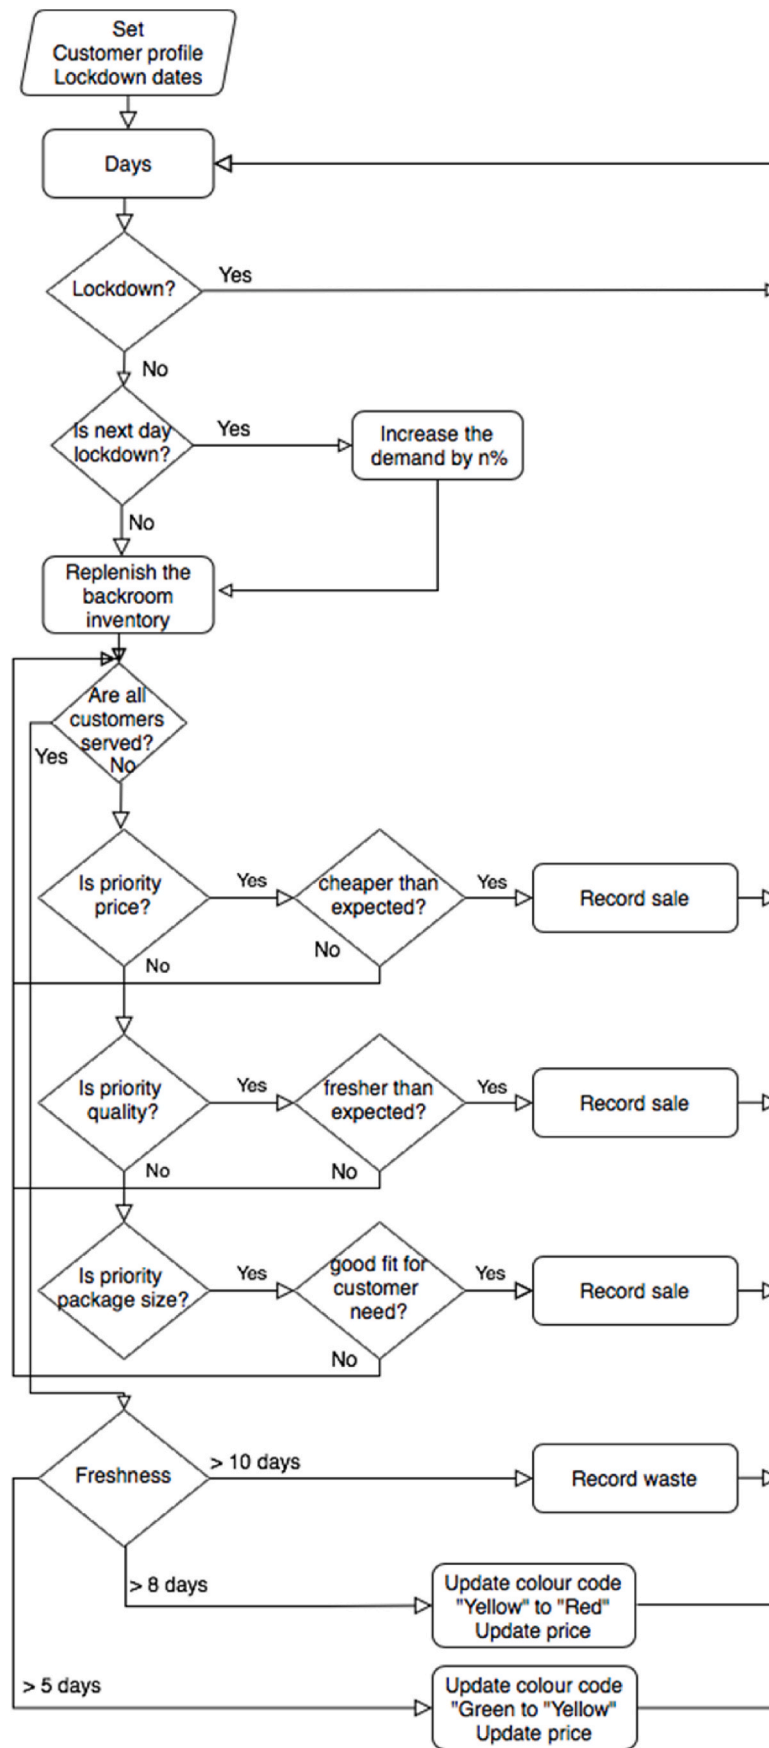 Set
Customer profile
Lockdown dates
Days
Lockdown?
Yes
No
Is next day
lockdown?
Yes
Increase the
demand by n%
No
Replenish the
backroom
inventory
Are all
customers
served?
Yes
No
Is priority
price?
Yes
cheaper than
expected?
Yes
Record sale
No
No
Is priority
quality?
Yes
fresher than
expected?
Yes
Record sale
No
No
Is priority
package size?
Yes
good fit for
customer
need?
Yes
Record sale
No
Freshness
> 10 days
Record waste
> 8 days
Update colour code
"Yellow" to "Red"
Update price
> 5 days
Update colour code
"Green to "Yellow"
Update price